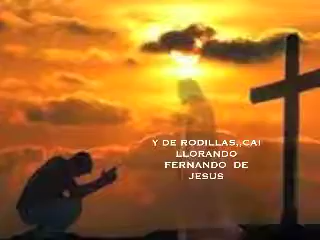 Y DE RODILLAS,,CAI
LLORANDO
FERNANDO DE
JESUS